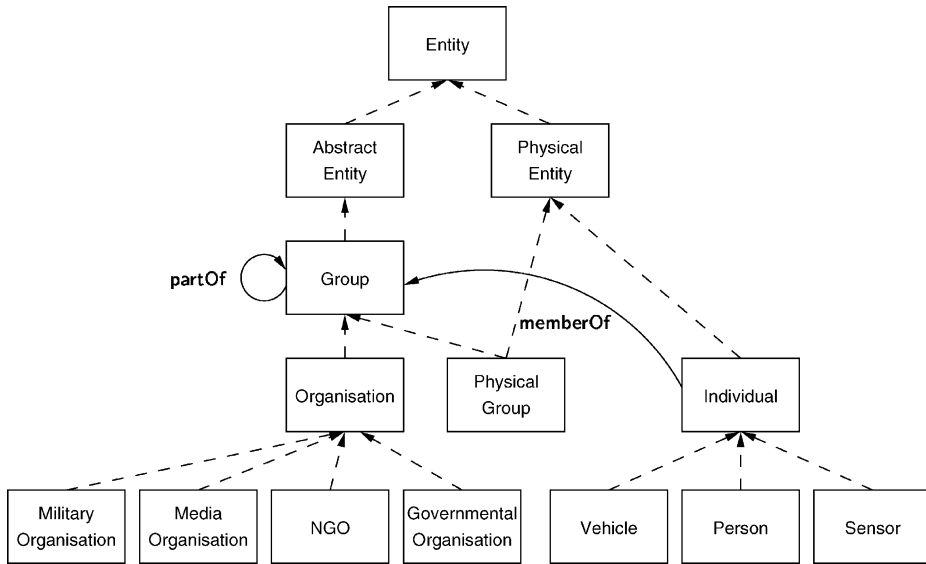 Entity
Abstract
Entity
Physical
Entity
partOf
Group
memberOf
Organisation
Physical
Group
Individual
Military
Organisation
Media
Organisation
NGO
Governmental
Organisation
Vehicle
Person
Sensor